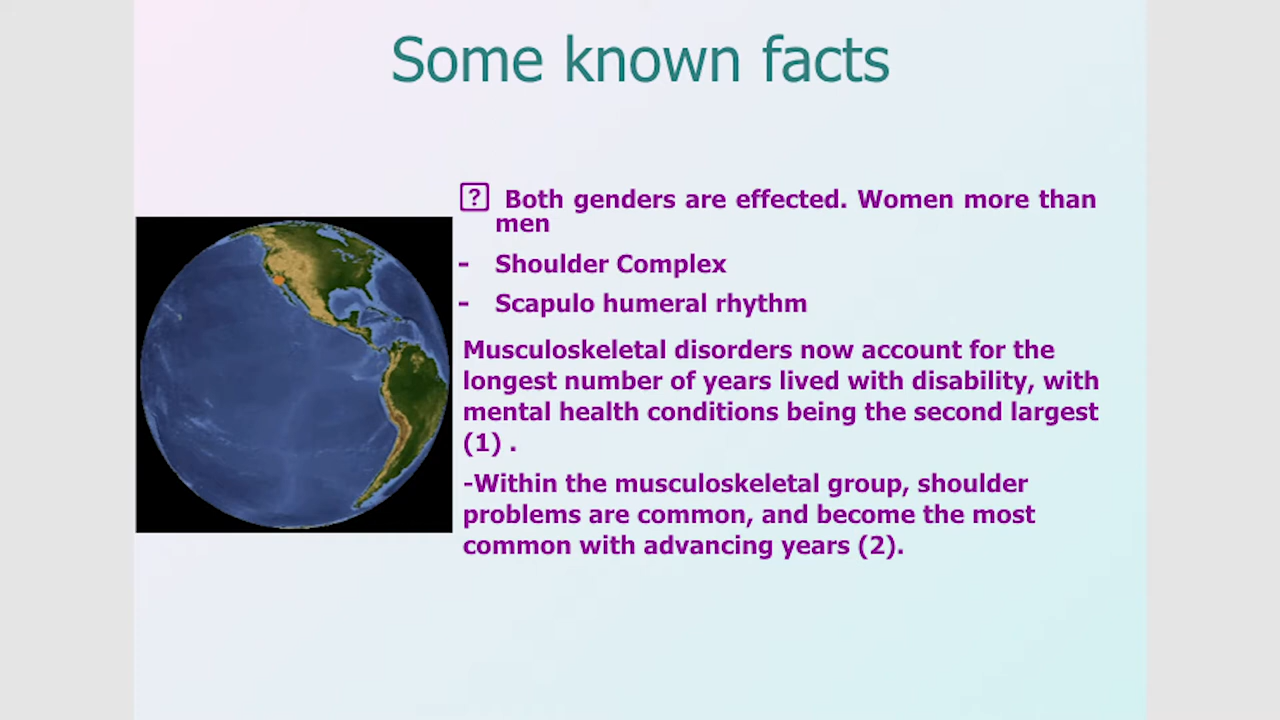 Some known facts
? Both genders are effected. Women more than
men
- Shoulder Complex
- Scapulo humeral rhythm
Musculoskeletal disorders now account for the
longest number of years lived with disability, with
mental health conditions being the second largest
(1) .
-Within the musculoskeletal group, shoulder
problems are common, and become the most
common with advancing years (2).